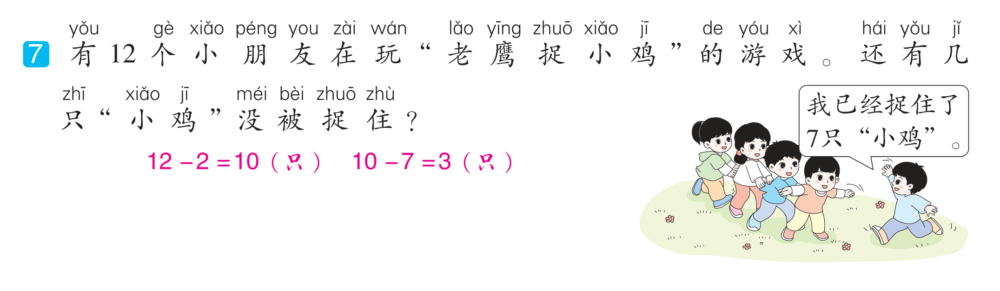 yǒu gè xiǎo péng you zài wán lǎo yīng zhuō xiǎo jī de yóu xì hái yǒu jǐ
7 有 12 个 小 朋 友 在 玩 “ 老 鹰 捉 小 鸡 ” 的 游 戏 。 还 有 几
zhī xiǎo jī méi bèi zhuō zhù
只 “ 小 鸡 ” 没 被 捉 住 ?
我已经捉住了
7只 “小鸡” 。
12 – 2 = 10 ( 只 ) 10 – 7 = 3 ( 只 )